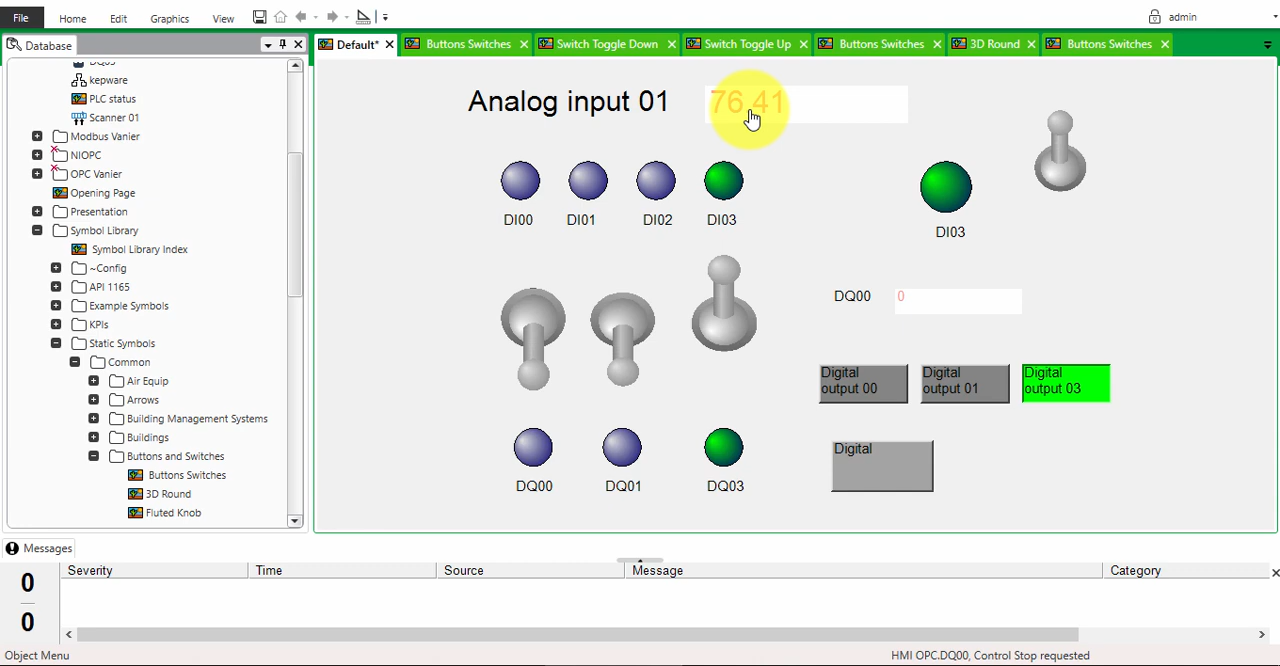 File Home Edit Graphics View admin
Database
Default* Buttons Switches Switch Toggle Down Switch Toggle Up Buttons Switches 3D Round Buttons Switches
DQ03
kepware
PLC status
Scanner 01
Modbus Vanier
NIOPC
OPC Vanier
Opening Page
Presentation
Symbol Library
Symbol Library Index
~Config
API 1165
Example Symbols
KPIs
Static Symbols
Common
Air Equip
Arrows
Building Management Systems
Buildings
Buttons and Switches
Buttons Switches
3D Round
Fluted Knob
Analog input 01 76.41
DI00 DI01 DI02 DI03
DI03
DQ00 0
Digital
output 00
Digital
output 01
Digital
output 03
Digital
DQ00 DQ01 DQ03
Messages
Severity Time Source Message Category
0
0
Object Menu HMI OPC.DQ00, Control Stop requested